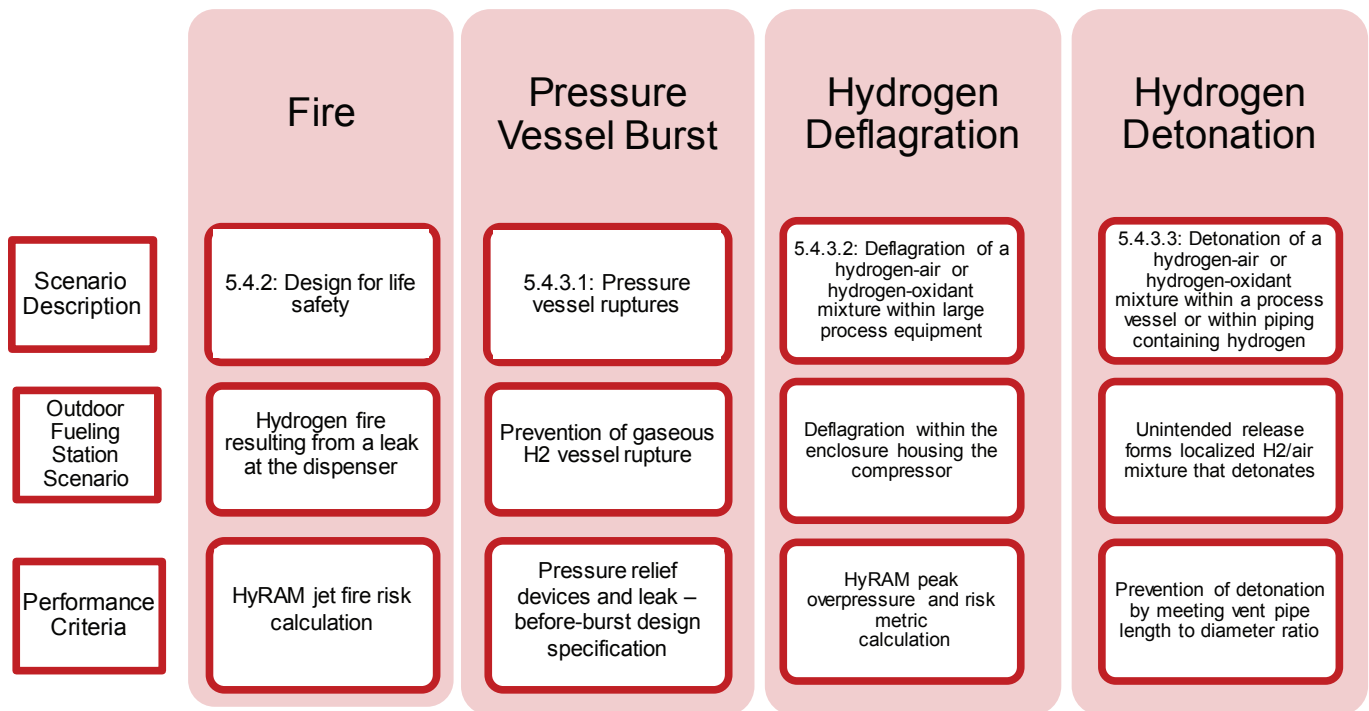 Fire
Pressure
Vessel Burst
Hydrogen
Deflagration
Hydrogen
Detonation
Scenario
Description
5.4.2: Design for life
safety
5.4.3.1: Pressure
vessel ruptures
5.4.3.2: Deflagration of a
hydrogen-air or
hydrogen-oxidant
mixture within large
process equipment
5.4.3.3: Detonation of a
hydrogen-air or
hydrogen-oxidant
mixture within a process
vessel or within piping
containing hydrogen
Outdoor
Fueling
Station
Scenario
Hydrogen fire
resulting from a leak
at the dispenser
Prevention of gaseous
H2 vessel rupture
Deflagration within the
enclosure housing the
compressor
Unintended release
forms localized H2/air
mixture that detonates
Performance
Criteria
HyRAM jet fire risk
calculation
Pressure relief
devices and leak –
before-burst design
specification
HyRAM peak
overpressure and risk
metric
calculation
Prevention of detonation
by meeting vent pipe
length to diameter ratio